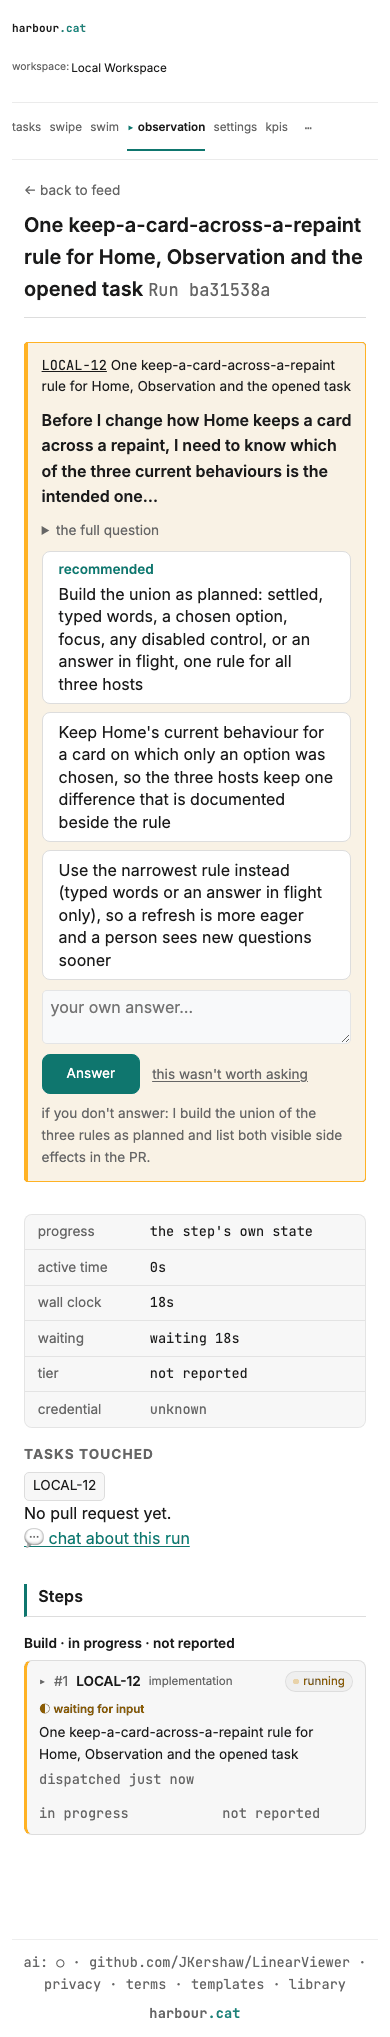 harbour.cat
workspace: Local Workspace
tasks swipe swim ▸ observation settings kpis ⋯
← back to feed
One keep-a-card-across-a-repaint
rule for Home, Observation and the
opened task Run ba31538a
LOCAL-12 One keep-a-card-across-a-repaint
rule for Home, Observation and the opened task
Before I change how Home keeps a card
across a repaint, I need to know which
of the three current behaviours is the
intended one…
▶ the full question
recommended
Build the union as planned: settled,
typed words, a chosen option,
focus, any disabled control, or an
answer in flight, one rule for all
three hosts
Keep Home's current behaviour for
a card on which only an option was
chosen, so the three hosts keep one
difference that is documented
beside the rule
Use the narrowest rule instead
(typed words or an answer in flight
only), so a refresh is more eager
and a person sees new questions
sooner
your own answer...
Answer this wasn't worth asking
if you don't answer: I build the union of the
three rules as planned and list both visible side
effects in the PR.
progress the step's own state
active time 0s
wall clock 18s
waiting waiting 18s
tier not reported
credential unknown
TASKS TOUCHED
LOCAL-12
No pull request yet.
💬 chat about this run
Steps
Build · in progress · not reported
▸ #1 LOCAL-12 implementation running
◐ waiting for input
One keep-a-card-across-a-repaint rule for
Home, Observation and the opened task
dispatched just now
in progress not reported
ai: ○ · github.com/JKershaw/LinearViewer ·
privacy · terms · templates · library
harbour.cat